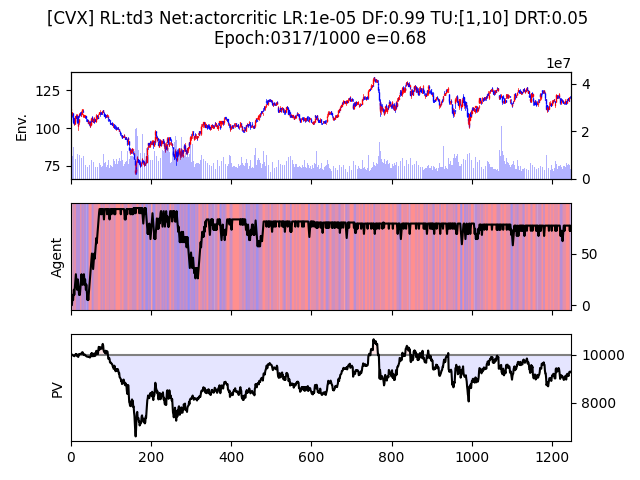 [CVX] RL:td3 Net:actorcritic LR:1e-05 DF:0.99 TU:[1,10] DRT:0.05
Epoch:0317/1000 e=0.68
1e7
125
100
75
Env.
4
2
0
Agent
50
0
PV
10000
8000
0
200
400
600
800
1000
1200